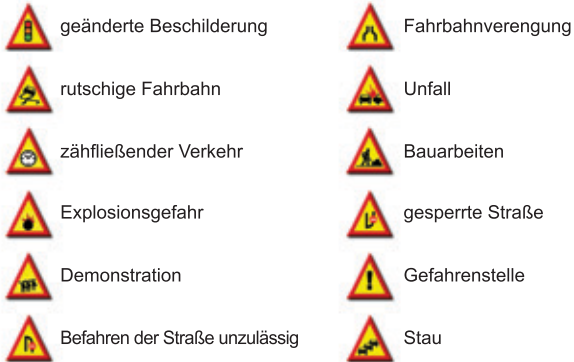 geänderte Beschilderung
rutschige Fahrbahn
zähfließender Verkehr
Explosionsgefahr
Demonstration
Befahren der Straße unzulässig
Fahrbahnverengung
Unfall
Bauarbeiten
gesperrte Straße
Gefahrenstelle
Stau